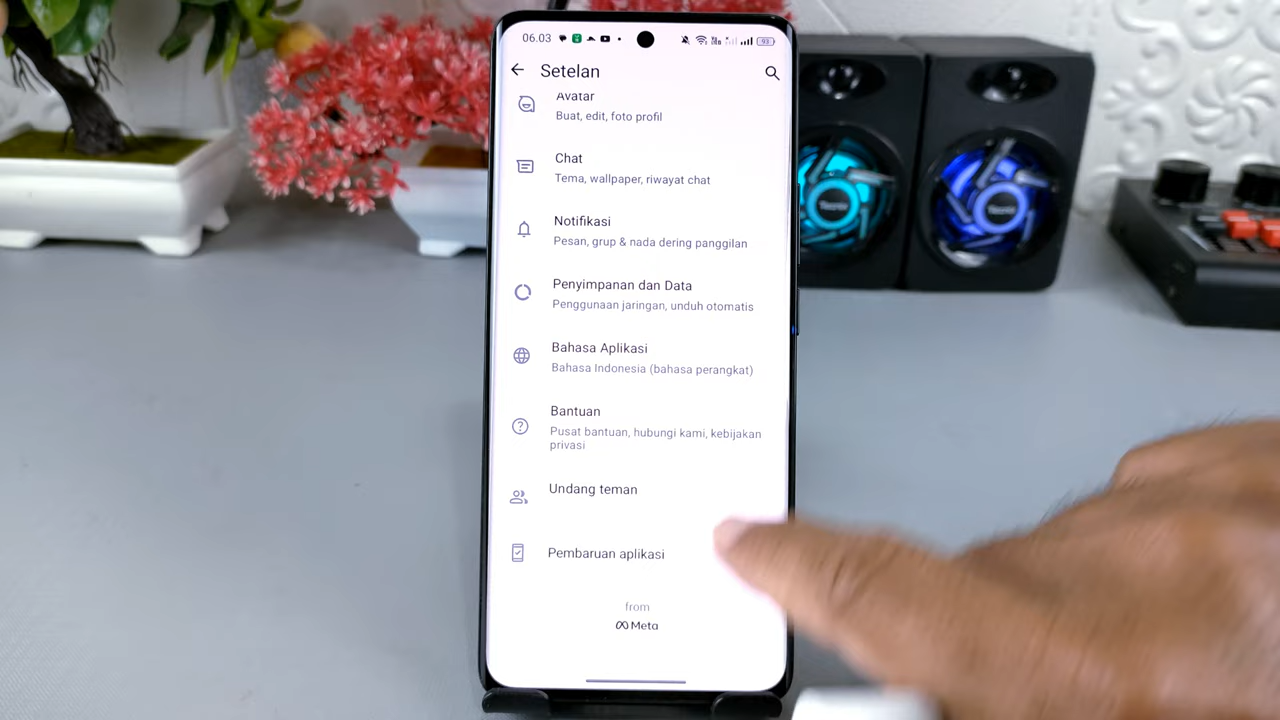 06.03
93
Setelan
Avatar
Buat, edit, foto profil
Chat
Tema, wallpaper, riwayat chat
Notifikasi
Pesan, grup & nada dering panggilan
Penyimpanan dan Data
Penggunaan jaringan, unduh otomatis
Bahasa Aplikasi
Bahasa Indonesia (bahasa perangkat)
Bantuan
Pusat bantuan, hubungi kami, kebijakan
privasi
Undang teman
Pembaruan aplikasi
from
Meta